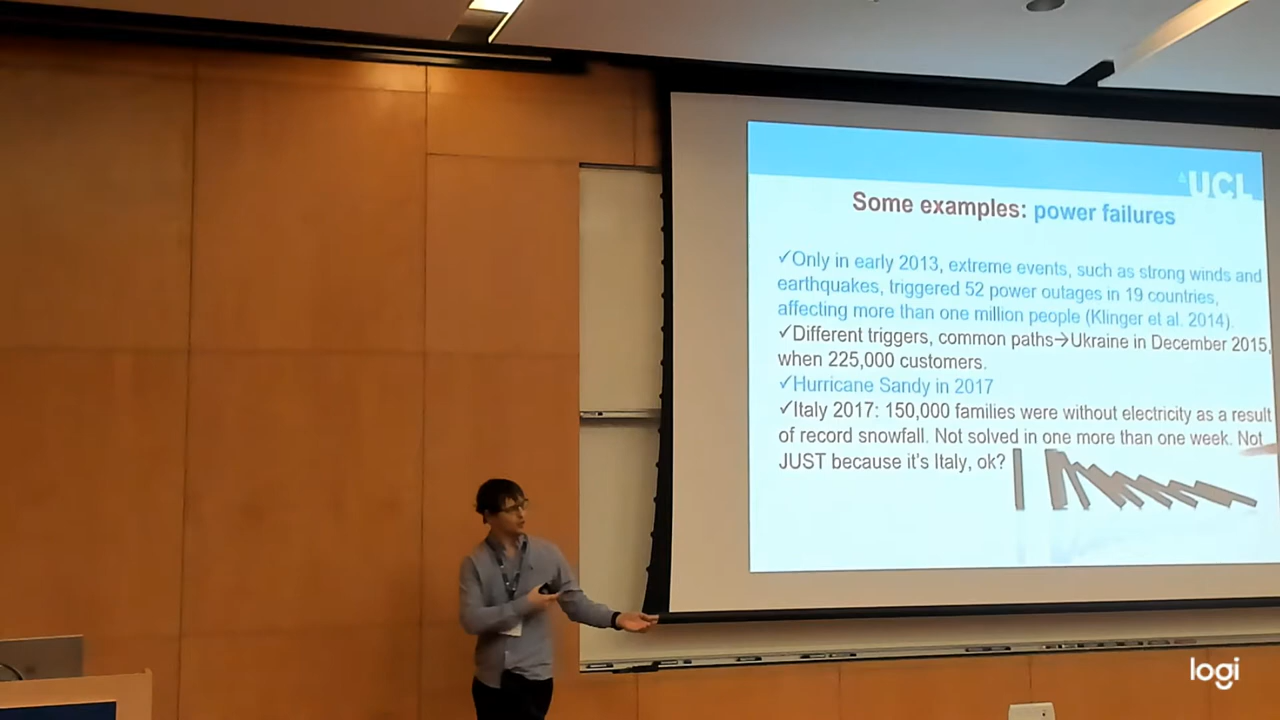 UCL
Some examples: power failures
✓Only in early 2013, extreme events, such as strong winds and
earthquakes, triggered 52 power outages in 19 countries,
affecting more than one million people (Klinger et al. 2014).
✓Different triggers, common paths→Ukraine in December 2015,
when 225,000 customers.
✓Hurricane Sandy in 2017
✓Italy 2017: 150,000 families were without electricity as a result
of record snowfall. Not solved in one more than one week. Not
JUST because it's Italy, ok?
logi